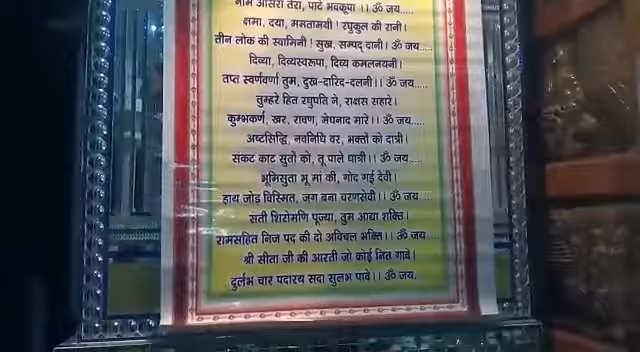 नाम आसरा तेरा, पाटे भवकूपा ।। ॐ जय.....
क्षमा, दया, ममतामयी ! रघुकुल की रानी।
तीन लोक की स्वामिनी ! सुख, सम्पद् दानी। ॐ जय.....
दिव्या, दिव्यस्वरूपा, दिव्य कमलनयनी।
तप्त स्वर्णवर्णा तुम, दुख-दारिद-दलनी।। ॐ जय.....
तुम्हरे हित रघुपति ने, राक्षस सहारे।
कुम्भकर्ण, खर, रावण, मेघनाद मारे।। ॐ जय.....
अष्टसिद्धि, नवनिधि वर, भक्तों को दात्री।
संकट काट सुतों को, तू पाले धात्री।। ॐ जय.....
भूमिसुता भू मां की, गोद गई देवी।
हाथ जोड़ विस्मित, जग बना चरणसेवी।। ॐ जय.....
सती शिरोमणि पूज्या, तुम आद्या शक्ति।
रामसहित निज पद की दो अविचल भक्ति।। ॐ जय.....
श्री सीता जी की आरती जो कोई नित गावे।
दुर्लभ चार पदारथ सदा सुलभ पावे।। ॐ जय.